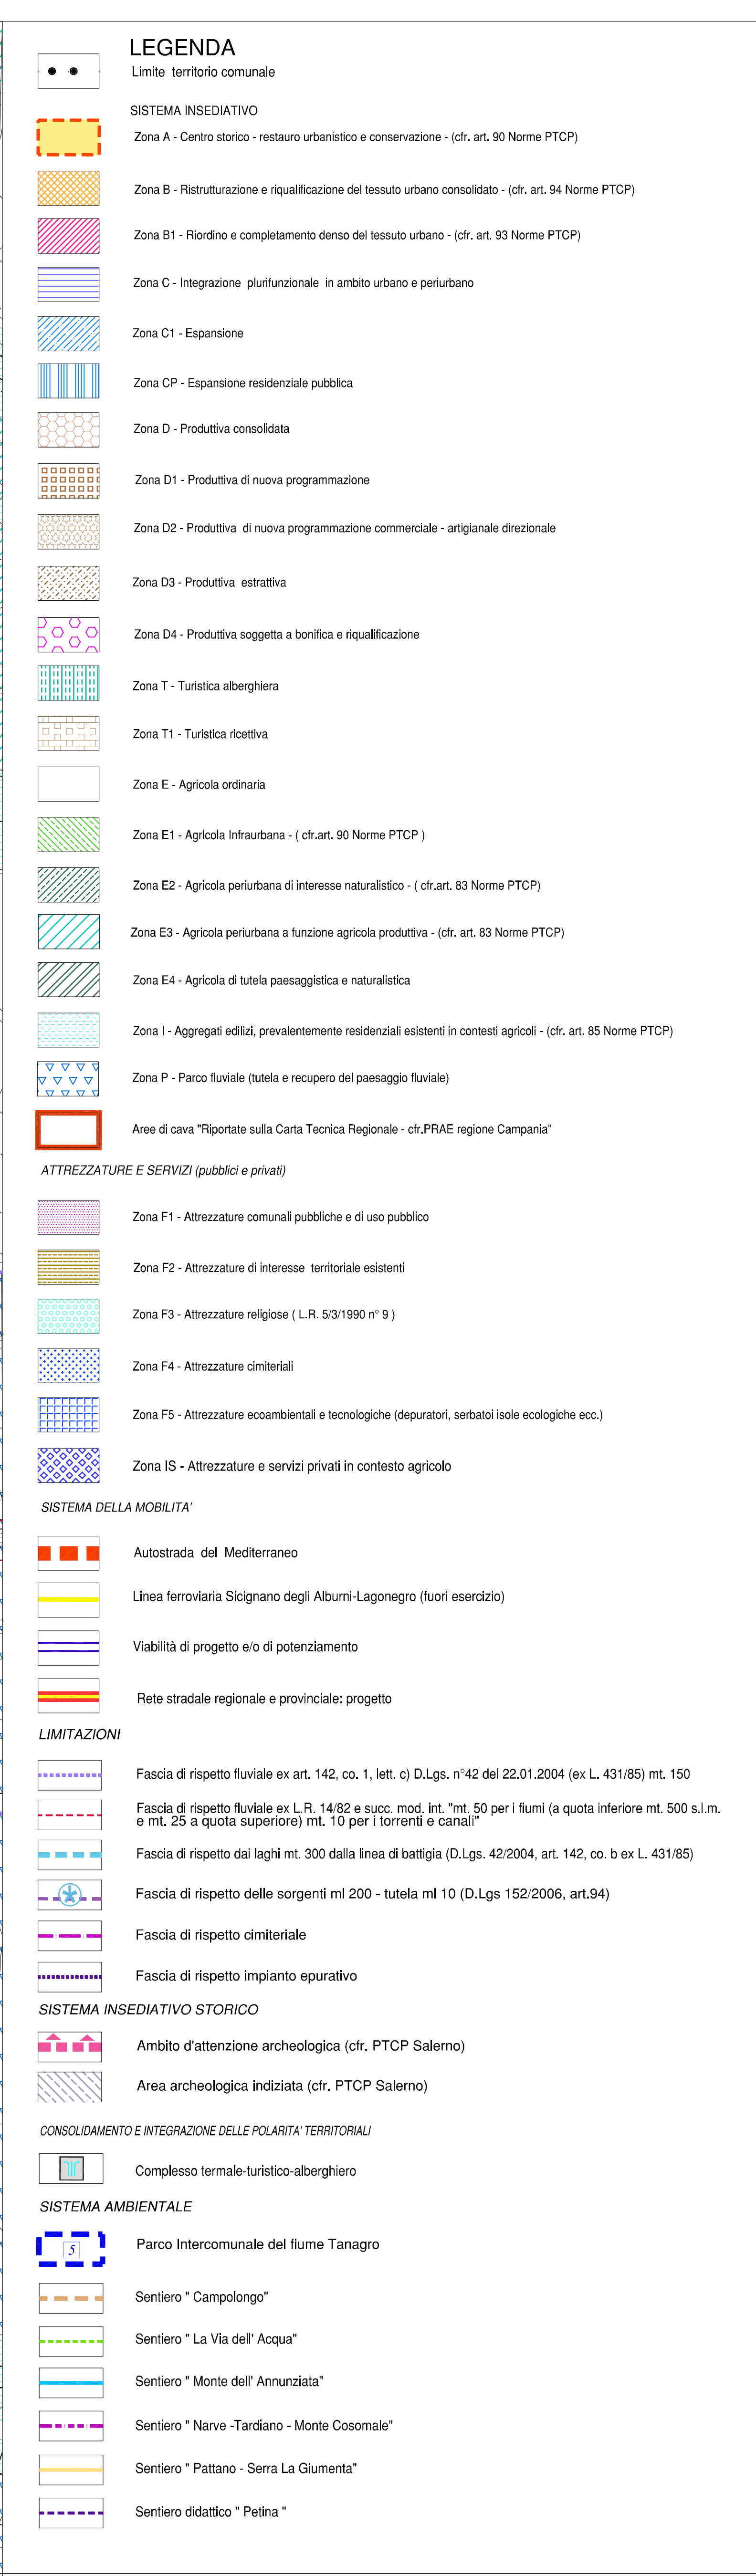 LEGENDA
Limite territorio comunale
SISTEMA INSEDIATIVO
Zona A - Centro storico - restauro urbanistico e conservazione - (cfr. art. 90 Norme PTCP)
Zona B - Ristrutturazione e riqualificazione del tessuto urbano consolidato - (cfr. art. 94 Norme PTCP)
Zona B1 - Riordino e completamento denso del tessuto urbano - (cfr. art. 93 Norme PTCP)
Zona C - Integrazione plurifunzionale in ambito urbano e periurbano
Zona C1 - Espansione
Zona CP - Espansione residenziale pubblica
Zona D - Produttiva consolidata
Zona D1 - Produttiva di nuova programmazione
Zona D2 - Produttiva di nuova programmazione commerciale - artigianale direzionale
Zona D3 - Produttiva estrattiva
Zona D4 - Produttiva soggetta a bonifica e riqualificazione
Zona T - Turistica alberghiera
Zona T1 - Turistica ricettiva
Zona E - Agricola ordinaria
Zona E1 - Agricola Infraurbana - ( cfr.art. 90 Norme PTCP )
Zona E2 - Agricola periurbana di interesse naturalistico - ( cfr.art. 83 Norme PTCP)
Zona E3 - Agricola periurbana a funzione agricola produttiva - (cfr. art. 83 Norme PTCP)
Zona E4 - Agricola di tutela paesaggistica e naturalistica
Zona I - Aggregati edilizi, prevalentemente residenziali esistenti in contesti agricoli - (cfr. art. 85 Norme PTCP)
Zona P - Parco fluviale (tutela e recupero del paesaggio fluviale)
Aree di cava "Riportate sulla Carta Tecnica Regionale - cfr.PRAE regione Campania"
ATTREZZATURE E SERVIZI (pubblici e privati)
Zona F1 - Attrezzature comunali pubbliche e di uso pubblico
Zona F2 - Attrezzature di interesse territoriale esistenti
Zona F3 - Attrezzature religiose ( L.R. 5/3/1990 n° 9 )
Zona F4 - Attrezzature cimiteriali
Zona F5 - Attrezzature ecoambientali e tecnologiche (depuratori, serbatoi isole ecologiche ecc.)
Zona IS - Attrezzature e servizi privati in contesto agricolo
SISTEMA DELLA MOBILITA'
Autostrada del Mediterraneo
Linea ferroviaria Sicignano degli Alburni-Lagonegro (fuori esercizio)
Viabilità di progetto e/o di potenziamento
Rete stradale regionale e provinciale: progetto
LIMITAZIONI
Fascia di rispetto fluviale ex art. 142, co. 1, lett. c) D.Lgs. n°42 del 22.01.2004 (ex L. 431/85) mt. 150
Fascia di rispetto fluviale ex L.R. 14/82 e succ. mod. int. "mt. 50 per i fiumi (a quota inferiore mt. 500 s.l.m.
e mt. 25 a quota superiore) mt. 10 per i torrenti e canali"
Fascia di rispetto dai laghi mt. 300 dalla linea di battigia (D.Lgs. 42/2004, art. 142, co. b ex L. 431/85)
Fascia di rispetto delle sorgenti ml 200 - tutela ml 10 (D.Lgs 152/2006, art.94)
Fascia di rispetto cimiteriale
Fascia di rispetto impianto epurativo
SISTEMA INSEDIATIVO STORICO
Ambito d'attenzione archeologica (cfr. PTCP Salerno)
Area archeologica indiziata (cfr. PTCP Salerno)
CONSOLIDAMENTO E INTEGRAZIONE DELLE POLARITA' TERRITORIALI
Complesso termale-turistico-alberghiero
SISTEMA AMBIENTALE
5 Parco Intercomunale del fiume Tanagro
Sentiero " Campolongo"
Sentiero " La Via dell' Acqua"
Sentiero " Monte dell' Annunziata"
Sentiero " Narve -Tardiano - Monte Cosomale"
Sentiero " Pattano - Serra La Giumenta"
Sentiero didattico " Petina "